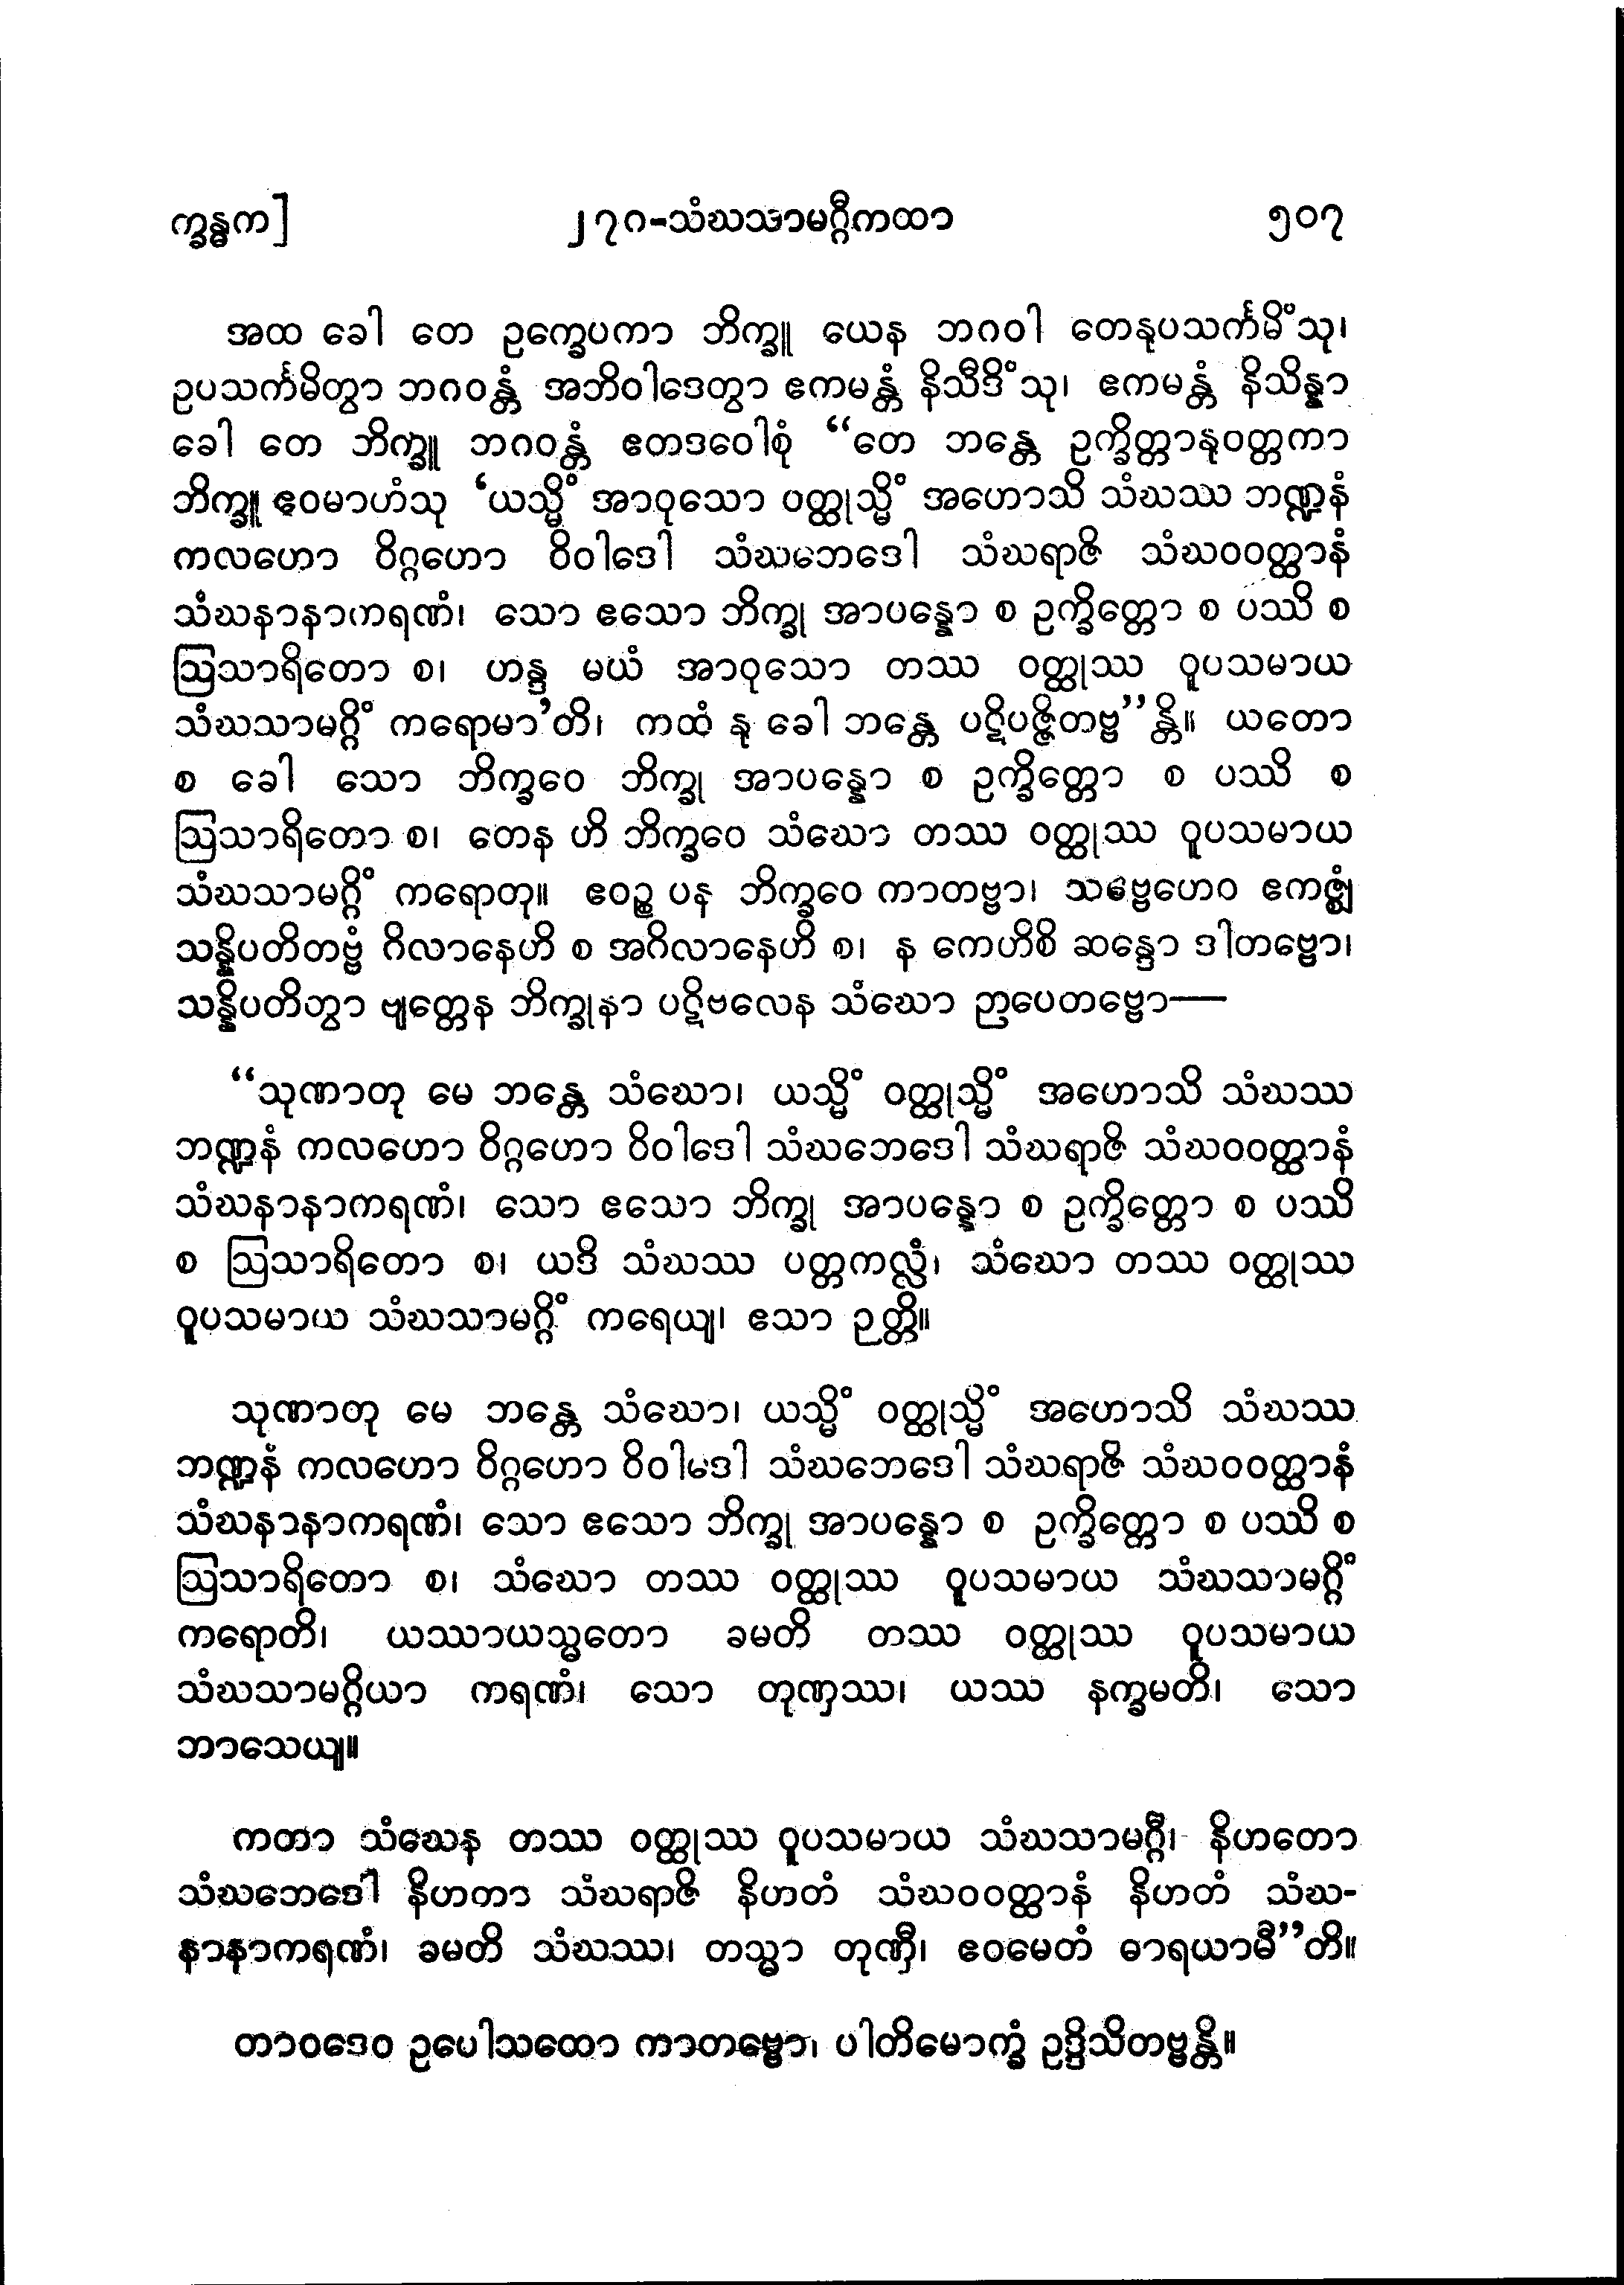 က္ခန္ဓက]
၂၇၈-သံဃသာမဂ္ဂီကထာ
၅၀၇
အထ ခေါ တေ ဥက္ခေပကာ ဘိက္ခူ ယေန ဘဂဝါ တေနုပသင်္ကမိံသု၊
ဥပသင်္ကမိတွာ ဘဂဝန္တံ အဘိဝါဒေတွာ ဧကမန္တံ နိသီဒိံသု၊ ဧကမန္တံ နိသိန္နာ
ခေါ တေ ဘိက္ခူ ဘဂဝန္တံ ဧတဒဝေါစုံ “တေ ဘန္တေ ဥက္ခိတ္တာနုဝတ္တကာ
ဘိက္ခူ ဧဝမာဟံသု ‘ယသ္မိံ အာဝုသော ဝတ္ထုသ္မိံ အဟောသိ သံဃဿ ဘဏ္ဍနံ
ကလဟော ဝိဂ္ဂဟော ဝိဝါဒေါ သံဃဘေဒေါ သံဃရာဇိ သံဃဝဝတ္ထာနံ
သံဃနာနာကရဏံ၊ သော ဧသော ဘိက္ခု အာပန္နော စ ဥက္ခိတ္တော စ ပဿိ စ
ဩသာရိတော စ၊ ဟန္ဒ မယံ အာဝုသော တဿ ဝတ္ထုဿ ဝူပသမာယ
သံဃသာမဂ္ဂိံ ကရောမာ’တိ၊ ကထံ နု ခေါ ဘန္တေ ပဋိပဇ္ဇိတဗ္ဗ”န္တိ။ ယတော
စ ခေါ သော ဘိက္ခဝေ ဘိက္ခု အာပန္နော စ ဥက္ခိတ္တော စ ပဿိ စ
ဩသာရိတော စ၊ တေန ဟိ ဘိက္ခဝေ သံဃော တဿ ဝတ္ထုဿ ဝူပသမာယ
သံဃသာမဂ္ဂိံ ကရောတု။ ဧဝဉ္စ ပန ဘိက္ခဝေ ကာတဗ္ဗာ၊ သဗ္ဗေဟေဝ ဧကဇ္ဈံ
သန္နိပတိတဗ္ဗံ ဂိလာနေဟိ စ အဂိလာနေဟိ စ၊ န ကေဟိစိ ဆန္ဒော ဒါတဗ္ဗော၊
သန္နိပတိတွာ ဗျတ္တေန ဘိက္ခုနာ ပဋိဗလေန သံဃော ဉာပေတဗ္ဗော—
“သုဏာတု မေ ဘန္တေ သံဃော၊ ယသ္မိံ ဝတ္ထုသ္မိံ အဟောသိ သံဃဿ
ဘဏ္ဍနံ ကလဟော ဝိဂ္ဂဟော ဝိဝါဒေါ သံဃဘေဒေါ သံဃရာဇိ သံဃဝဝတ္ထာနံ
သံဃနာနာကရဏံ၊ သော ဧသော ဘိက္ခု အာပန္နော စ ဥက္ခိတ္တော စ ပဿိ
စ ဩသာရိတော စ၊ ယဒိ သံဃဿ ပတ္တကလ္လံ၊ သံဃော တဿ ဝတ္ထုဿ
ဝူပသမာယ သံဃသာမဂ္ဂိံ ကရေယျ၊ ဧသာ ဉတ္တိ။
သုဏာတု မေ ဘန္တေ သံဃော၊ ယသ္မိံ ဝတ္ထုသ္မိံ အဟောသိ သံဃဿ
ဘဏ္ဍနံ ကလဟော ဝိဂ္ဂဟော ဝိဝါဒေါ သံဃဘေဒေါ သံဃရာဇိ သံဃဝဝတ္ထာနံ
သံဃနာနာကရဏံ၊ သော ဧသော ဘိက္ခု အာပန္နော စ ဥက္ခိတ္တော စ ပဿိ စ
ဩသာရိတော စ၊ သံဃော တဿ ဝတ္ထုဿ ဝူပသမာယ သံဃသာမဂ္ဂိံ
ကရောတိ၊ ယဿာယသ္မတော ခမတိ တဿ ဝတ္ထုဿ ဝူပသမာယ
သံဃသာမဂ္ဂိယာ ကရဏံ၊ သော တုဏှဿ၊ ယဿ နက္ခမတိ၊ သော
ဘာသေယျ။
ကတာ သံဃေန တဿ ဝတ္ထုဿ ဝူပသမာယ သံဃသာမဂ္ဂီ၊ နိဟတော
သံဃဘေဒေါ နိဟတာ သံဃရာဇိ နိဟတံ သံဃဝဝတ္ထာနံ နိဟတံ သံဃ-
နာနာကရဏံ၊ ခမတိ သံဃဿ၊ တသ္မာ တုဏှီ၊ ဧဝမေတံ ဓာရယာမီ”တိ။
တာဝဒေဝ ဥပေါသထော ကာတဗ္ဗော၊ ပါတိမောက္ခံ ဥဒ္ဒိသိတဗ္ဗန္တိ။